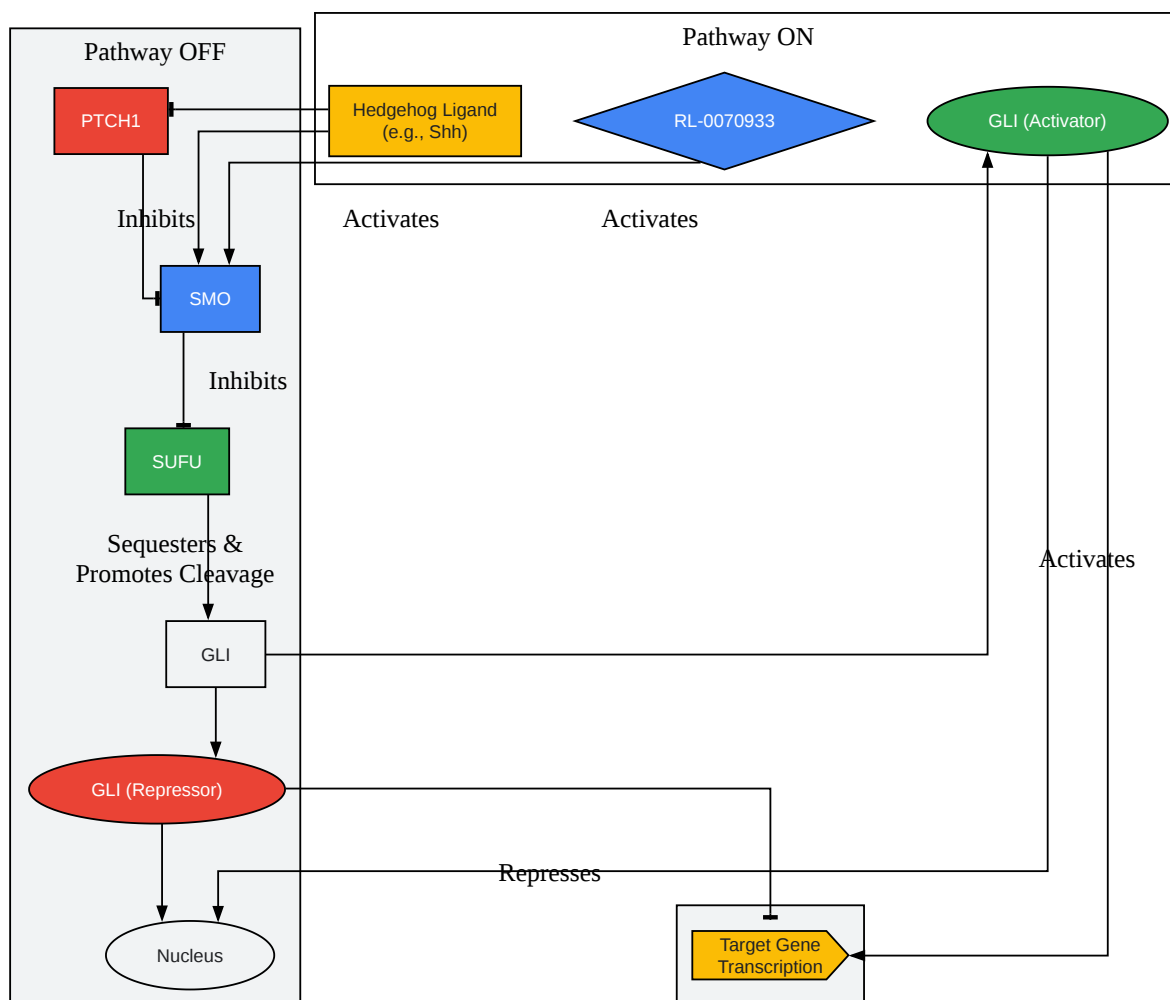 Pathway OFF
Pathway ON
PTCH1
Hedgehog Ligand
(e.g., Shh)
RL-0070933
GLI (Activator)
Inhibits
Activates
Activates
SMO
Inhibits
SUFU
Sequesters &
Promotes Cleavage
Activates
GLI
GLI (Repressor)
Represses
Nucleus
Target Gene
Transcription